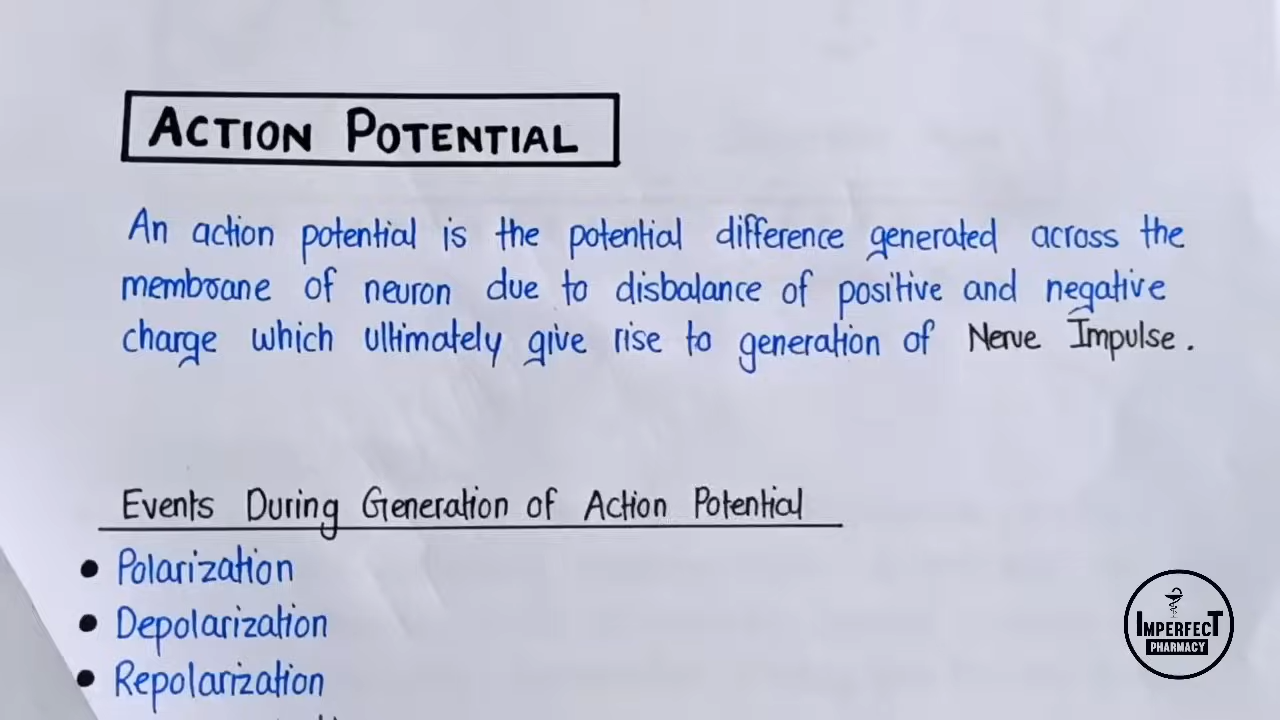 ACTION POTENTIAL
An action potential is the potential difference generated across the
membrane of neuron due to disbalance of positive and negative
charge which ultimately give rise to generation of Nerve Impulse.
Events During Generation of Action Potential
• Polarization
• Depolarization
• Repolarization
IMPERFECT
PHARMACY